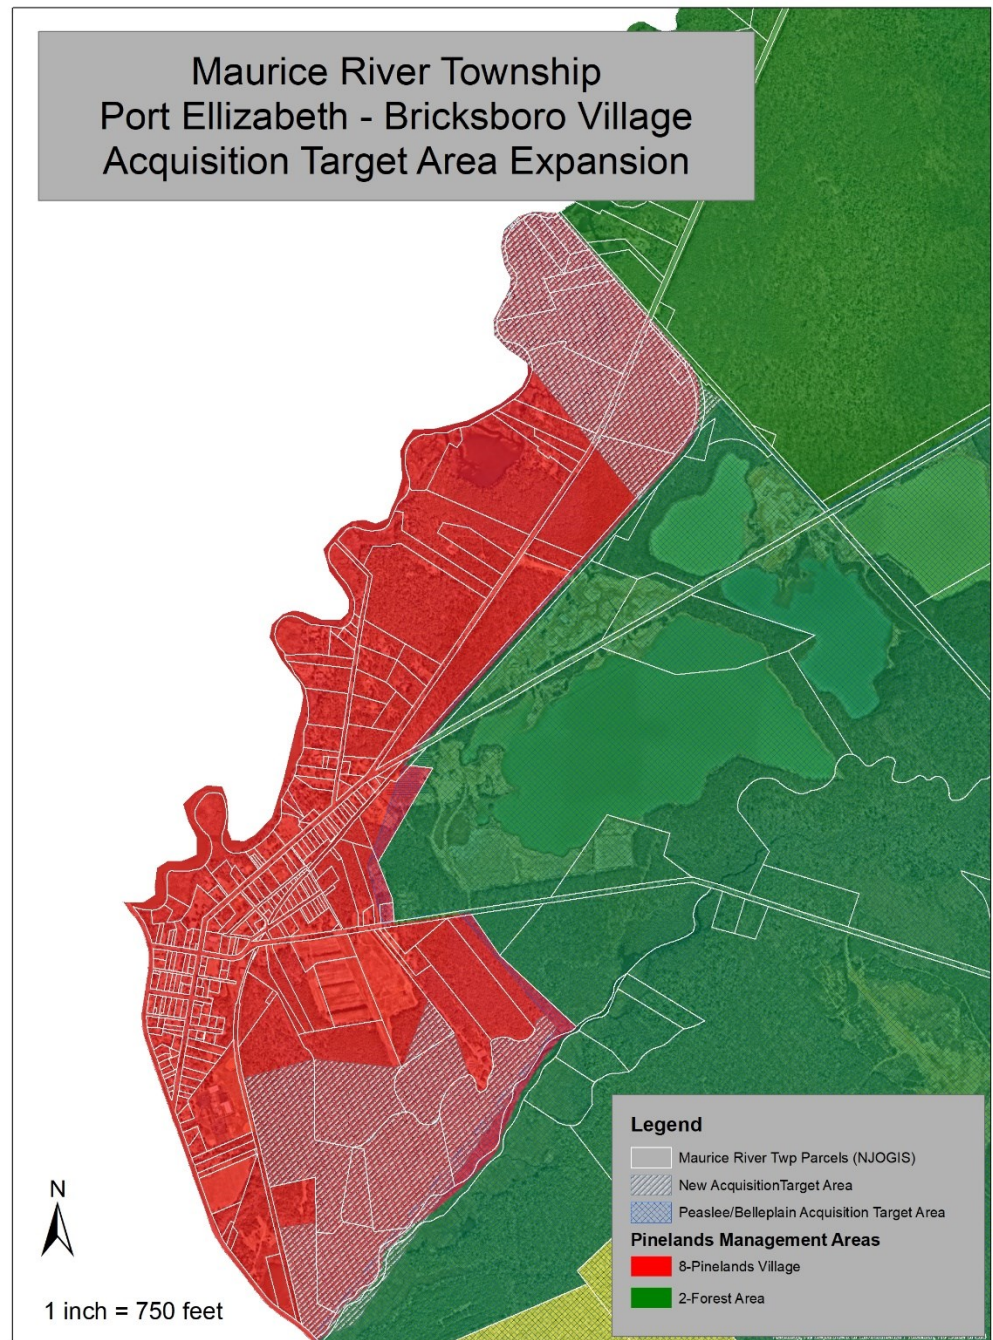 Maurice River Township
Port Ellizabeth - Bricksboro Village
Acquisition Target Area Expansion
N
1 inch = 750 feet
Legend
Maurice River Twp Parcels (NJOGIS)
New AcquisitionTarget Area
Peaslee/Belleplain Acquisition Target Area
Pinelands Management Areas
8-Pinelands Village
2-Forest Area